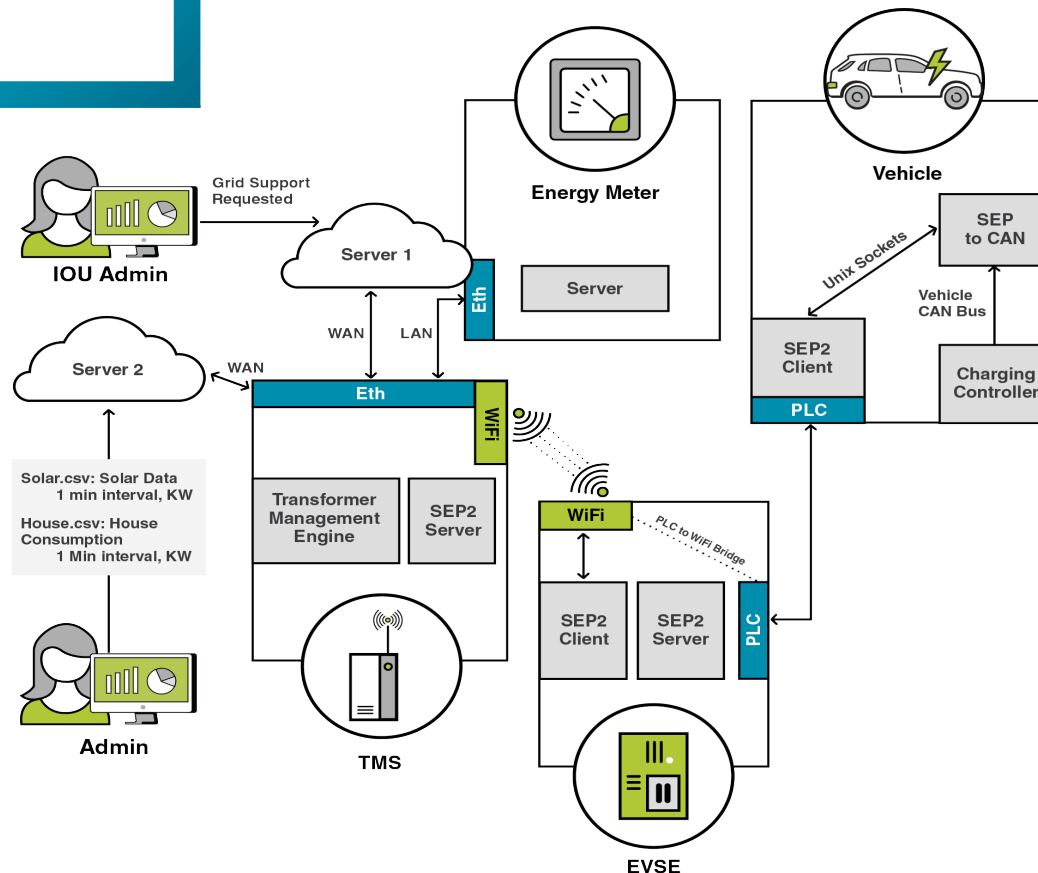 Energy Meter
Server
Eth
Vehicle
SEP
to CAN
Unix Sockets
Vehicle
CAN Bus
SEP2
Client
PLC
Charging
Controller
Grid Support
Requested
IOU Admin
Server 1
WAN
LAN
Server 2
WAN
Eth
WiFi
Transformer
Management
Engine
SEP2
Server
TMS
Solar.csv: Solar Data
1 min interval, KW
House.csv: House
Consumption
1 Min interval, KW
Admin
WiFi
PLC to WiFi Bridge
SEP2
Client
SEP2
Server
PLC
EVSE